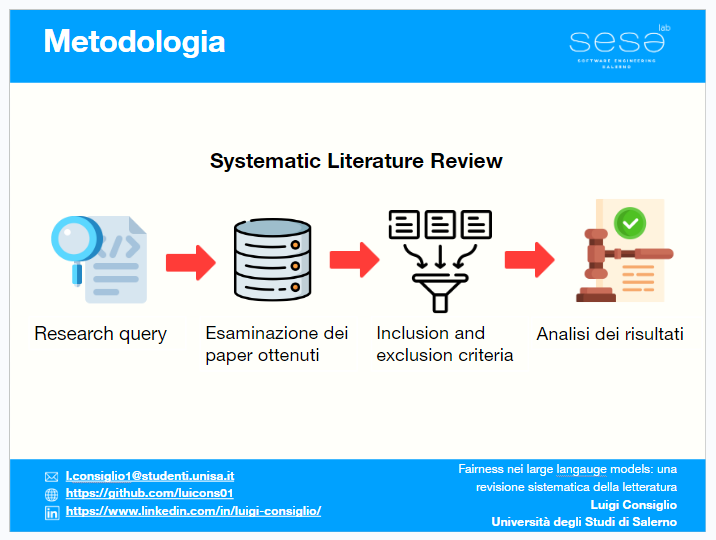 Metodologia
sesa lab
SOFTWARE ENGINEERING
SALERNO
Systematic Literature Review
Research query
Esaminazione dei
paper ottenuti
Inclusion and
exclusion criteria
Analisi dei risultati
l.consiglio1@studenti.unisa.it
https://github.com/luicons01
https://www.linkedin.com/in/luigi-consiglio/
Fairness nei large langauge models: una
revisione sistematica della letteratura
Luigi Consiglio
Università degli Studi di Salerno